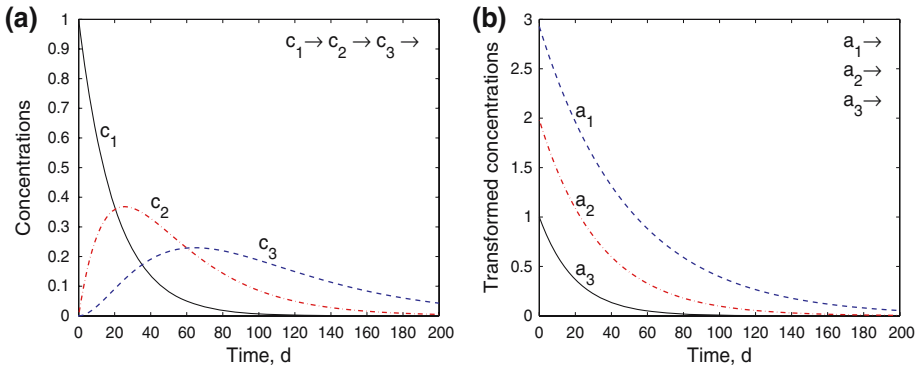 (a)
c1→ c2→ c3→
Concentrations
1
0.9
0.8
0.7
0.6
0.5
0.4
0.3
0.2
0.1
0
c1
c2
c3
0 20 40 60 80 100 120 140 160 180 200
Time, d
(b)
a1→
a2→
a3→
Transformed concentrations
3
2.5
2
1.5
1
0.5
0
a1
a2
a3
0 20 40 60 80 100 120 140 160 180 200
Time, d